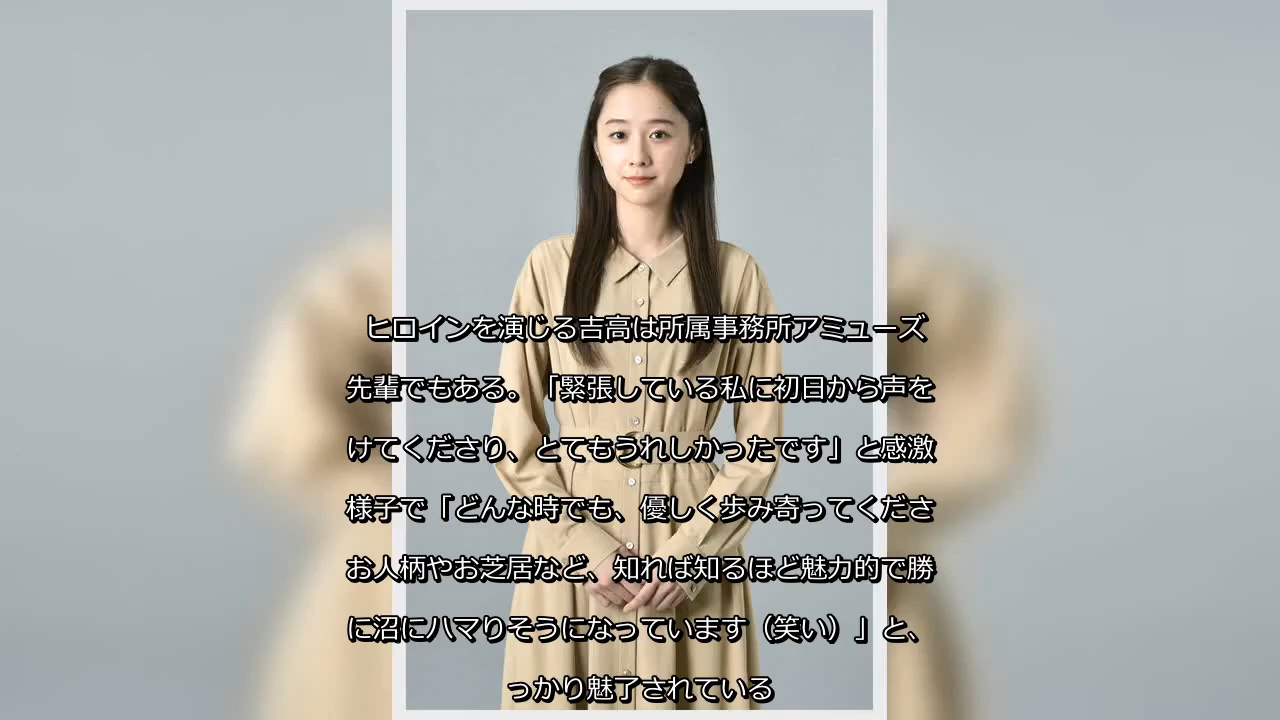 ヒロインを演じる吉高は所属事務所アミューズ
先輩でもある。「緊張している私に初日から声を
けてくださり、とてもうれしかったです」と感激
様子で「どんな時でも、優しく歩み寄ってくださ
お人柄やお芝居など、知れば知るほど魅力的で勝
に沼にハマりそうになっています（笑い）」と、
っかり魅了されている